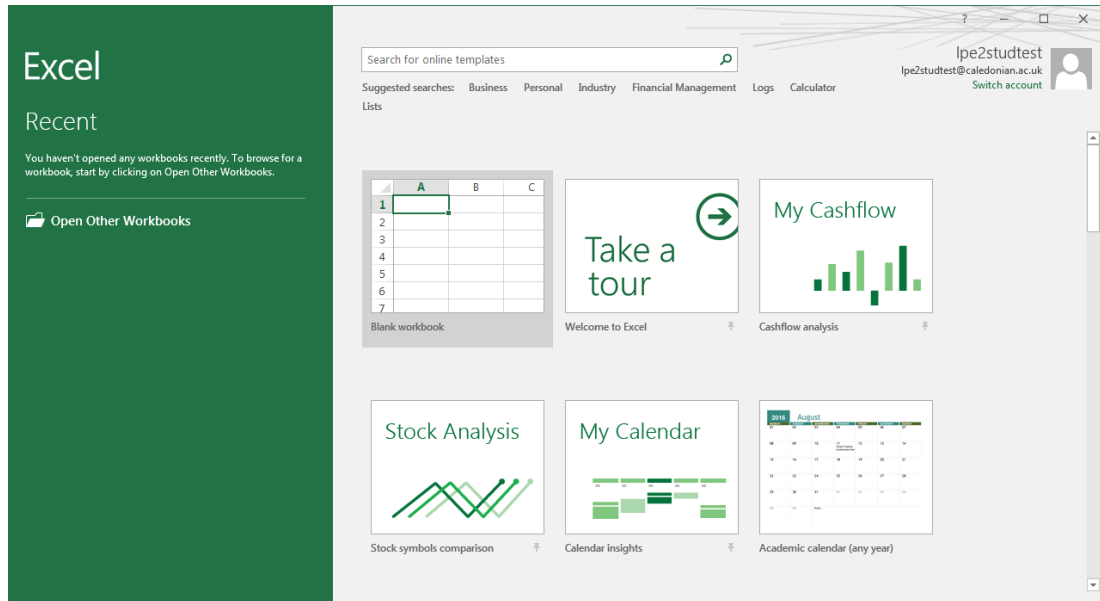 ?
Excel
Recent
You haven't opened any workbooks recently. To browse for a
workbook, start by clicking on Open Other Workbooks.
Open Other Workbooks
Search for online templates
lpe2studtest
lpe2studtest@caledonian.ac.uk
Switch account
Suggested searches: Business Personal Industry Financial Management Logs Calculator
Lists
A B C
1
2
3
4
5
6
7
Blank workbook
Take a
tour
Welcome to Excel
My Cashflow
Cashflow analysis
Stock Analysis
Stock symbols comparison
My Calendar
Calendar insights
2016 August
Academic calendar (any year)